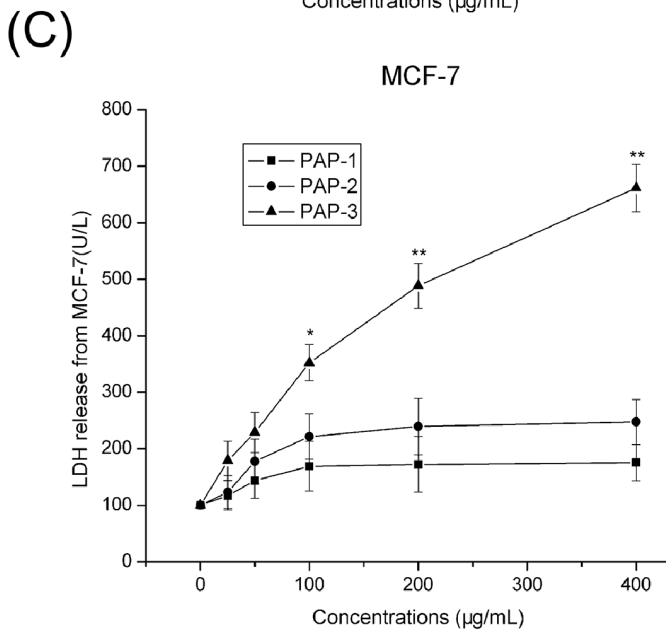 Concentrations (µg/mL)
(C)
MCF-7
800
700
600
500
400
300
200
100
0
LDH release from MCF-7(U/L)
PAP-1
PAP-2
PAP-3
*
**
**
0
100
200
300
400
Concentrations (µg/mL)